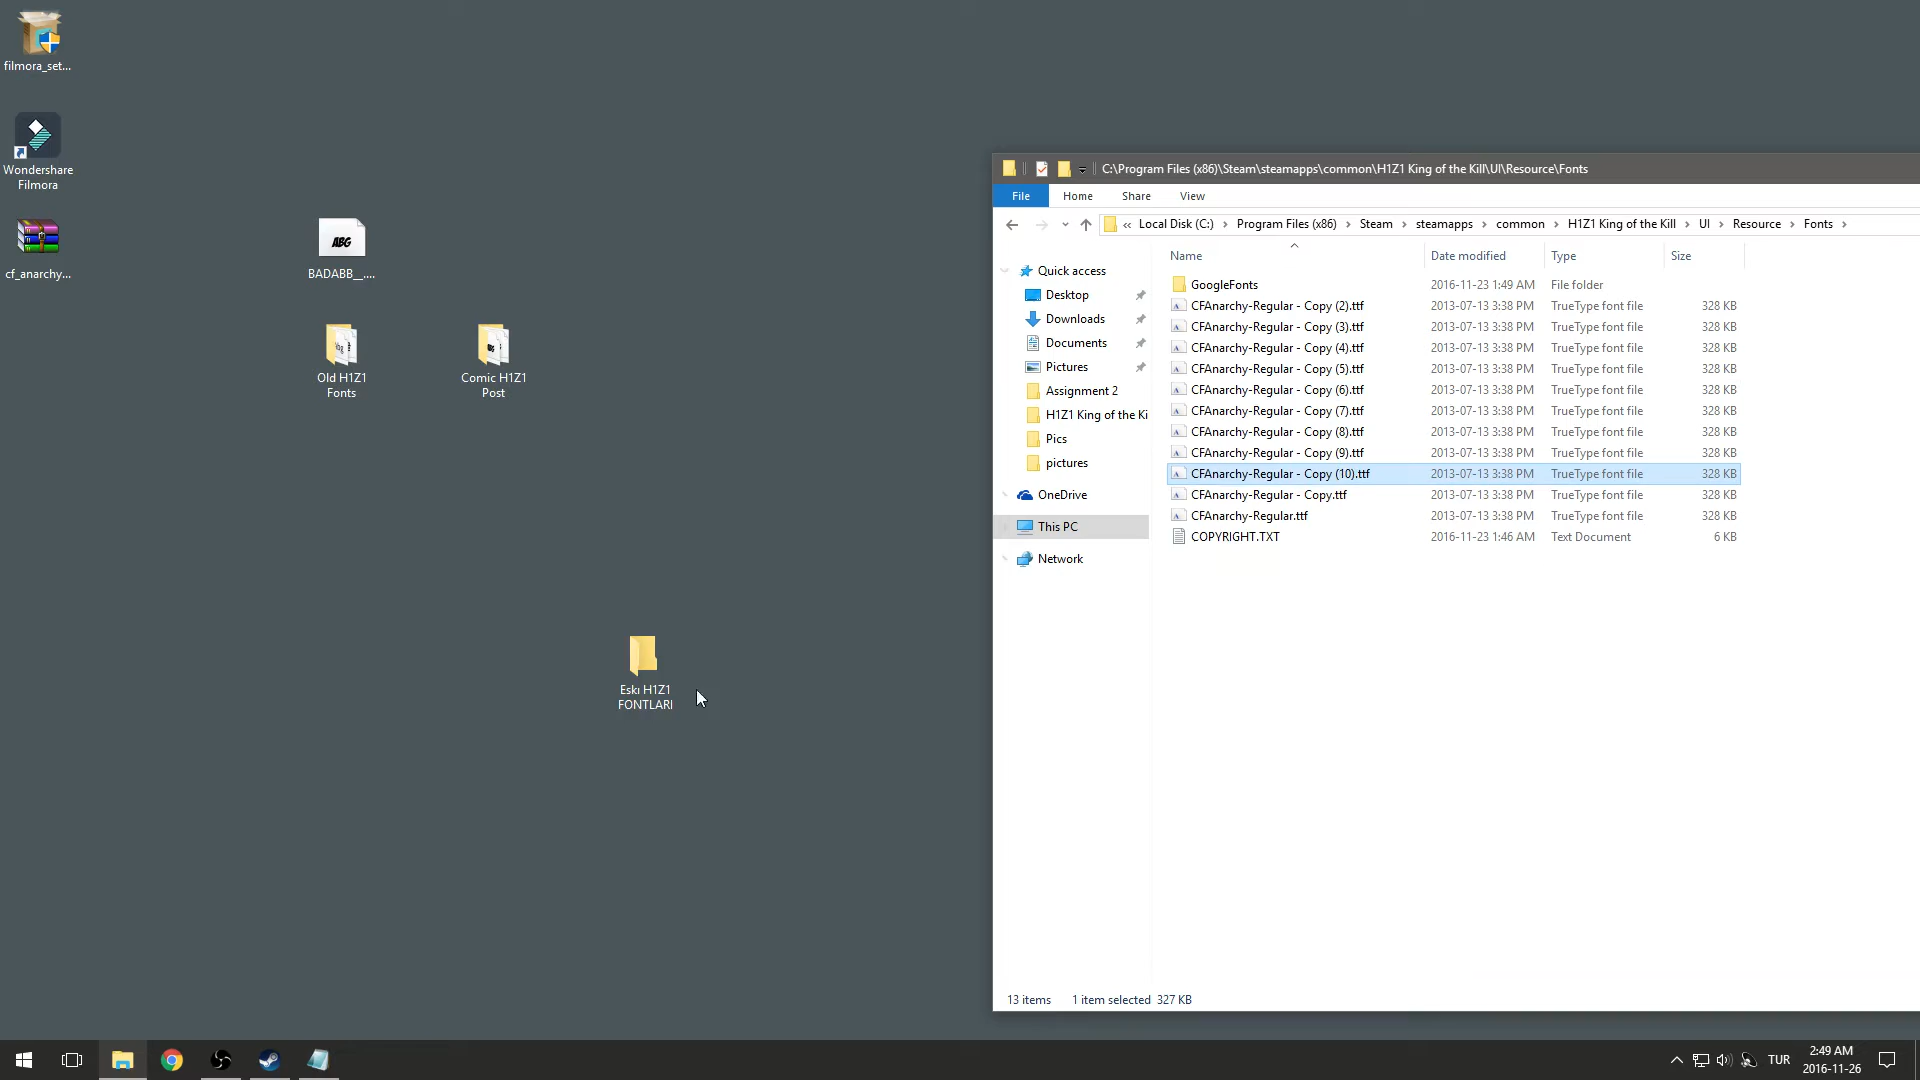 filmora_set...
Wondershare
Filmora
cf_anarchy...
ABG
BADABB__....
Old H1Z1
Fonts
Comic H1Z1
Post
Eskı H1Z1
FONTLARI
C:\Program Files (x86)\Steam\steamapps\common\H1Z1 King of the Kill\UI\Resource\Fonts
File Home Share View
« Local Disk (C:) › Program Files (x86) › Steam › steamapps › common › H1Z1 King of the Kill › UI › Resource › Fonts ›
Name Date modified Type Size
Quick access
Desktop
Downloads
Documents
Pictures
Assignment 2
H1Z1 King of the Ki
Pics
pictures
OneDrive
This PC
Network
GoogleFonts 2016-11-23 1:49 AM File folder
CFAnarchy-Regular - Copy (2).ttf 2013-07-13 3:38 PM TrueType font file 328 KB
CFAnarchy-Regular - Copy (3).ttf 2013-07-13 3:38 PM TrueType font file 328 KB
CFAnarchy-Regular - Copy (4).ttf 2013-07-13 3:38 PM TrueType font file 328 KB
CFAnarchy-Regular - Copy (5).ttf 2013-07-13 3:38 PM TrueType font file 328 KB
CFAnarchy-Regular - Copy (6).ttf 2013-07-13 3:38 PM TrueType font file 328 KB
CFAnarchy-Regular - Copy (7).ttf 2013-07-13 3:38 PM TrueType font file 328 KB
CFAnarchy-Regular - Copy (8).ttf 2013-07-13 3:38 PM TrueType font file 328 KB
CFAnarchy-Regular - Copy (9).ttf 2013-07-13 3:38 PM TrueType font file 328 KB
CFAnarchy-Regular - Copy (10).ttf 2013-07-13 3:38 PM TrueType font file 328 KB
CFAnarchy-Regular - Copy.ttf 2013-07-13 3:38 PM TrueType font file 328 KB
CFAnarchy-Regular.ttf 2013-07-13 3:38 PM TrueType font file 328 KB
COPYRIGHT.TXT 2016-11-23 1:46 AM Text Document 6 KB
13 items 1 item selected 327 KB
TUR
2:49 AM
2016-11-26